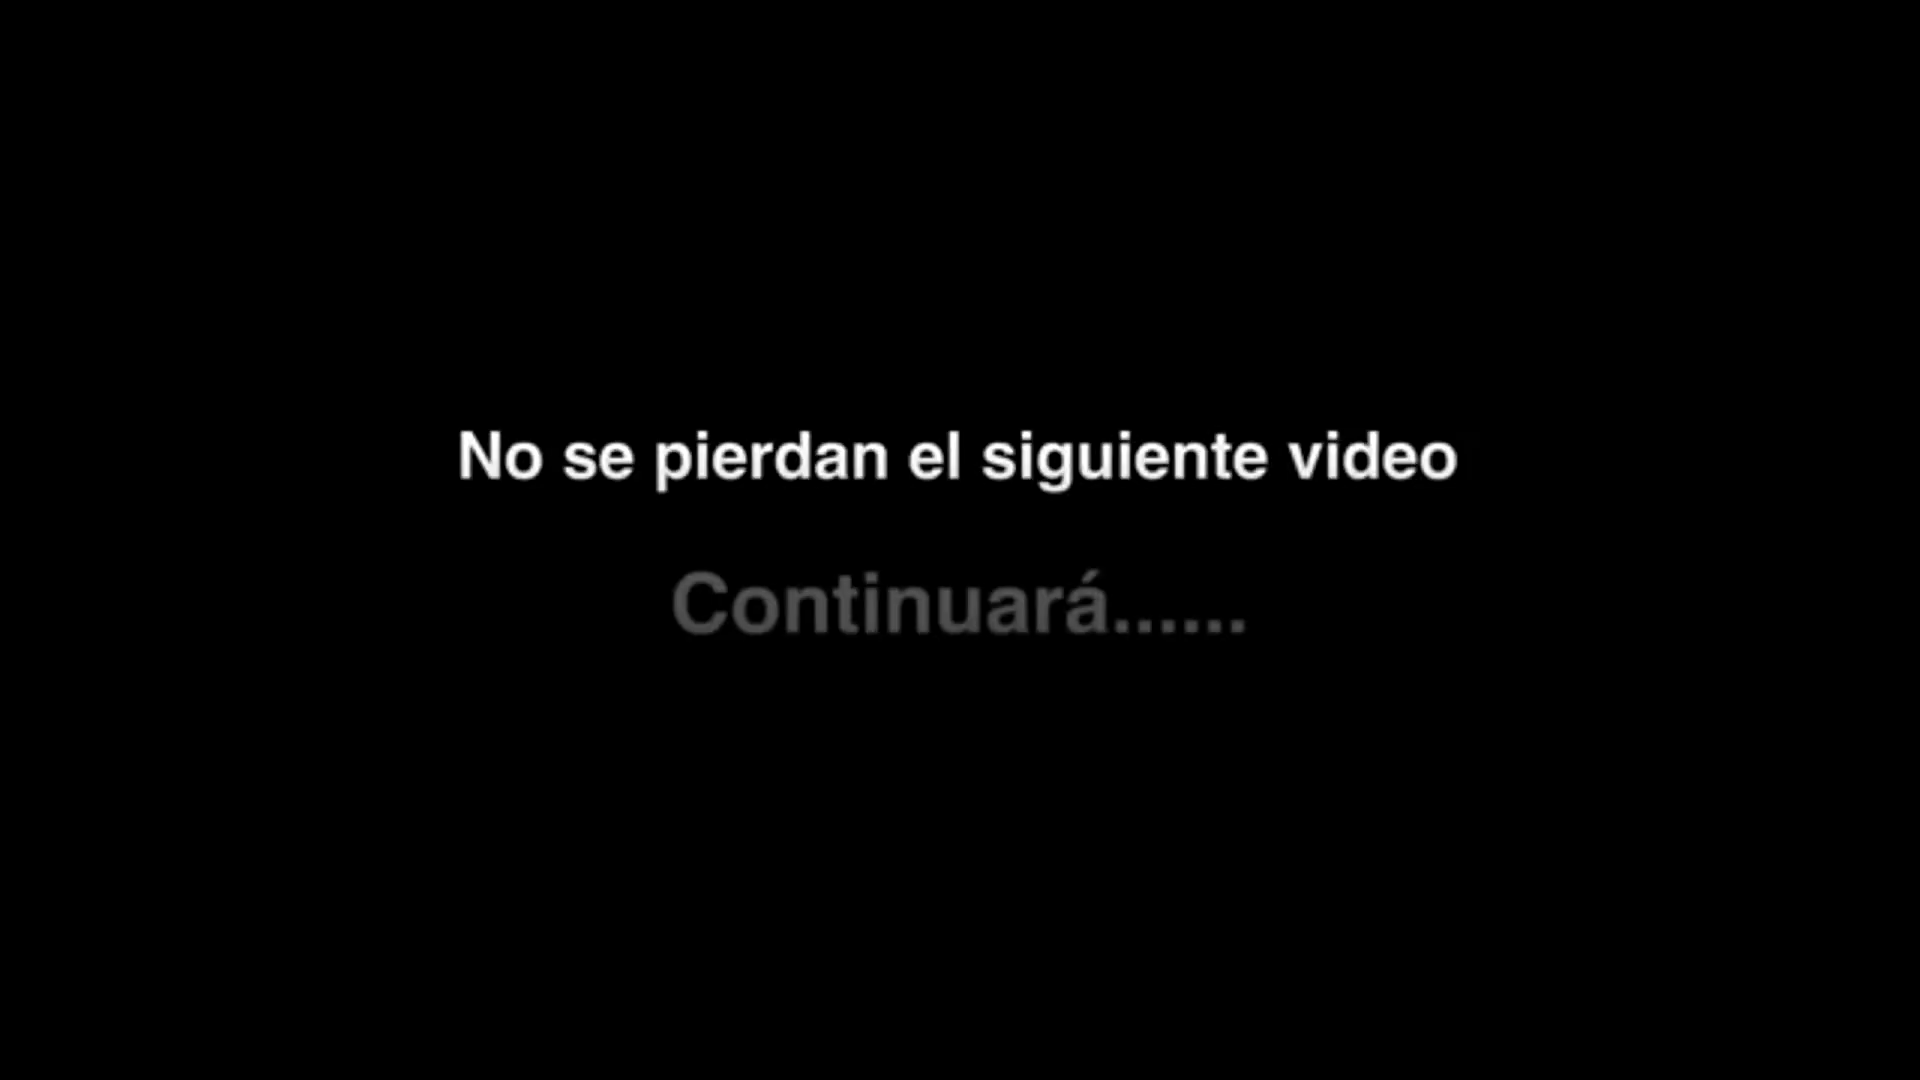 No se pierdan el siguiente video
Continuará......